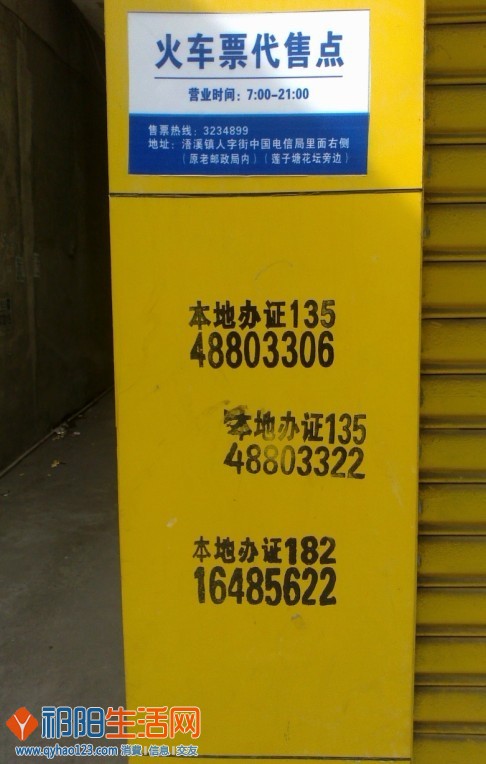 火车票代售点
营业时间：7:00-21:00
售票热线：3234899
地址：浯溪镇人字街中国电信局里面右侧
（原老邮政局内）（莲子塘花坛旁边）
本地办证135
48803306
本地办证135
48803322
本地办证182
16485622
祁阳生活网
www.qyhao123.com 消费 | 信息 | 交友